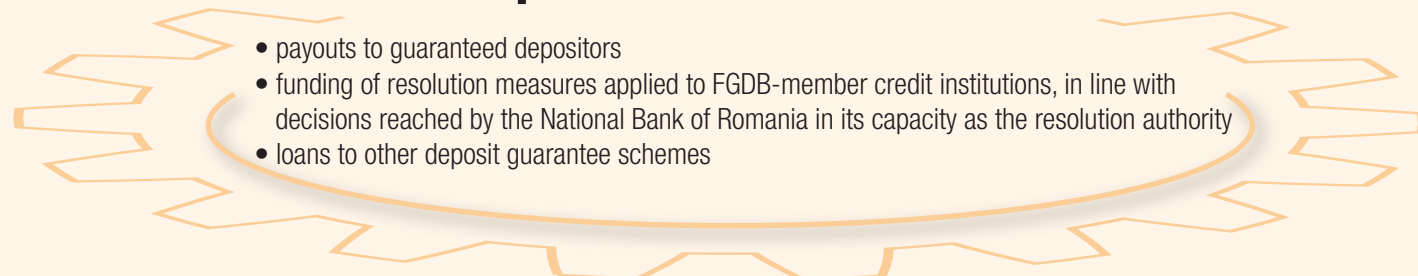 • payouts to guaranteed depositors
• funding of resolution measures applied to FGDB-member credit institutions, in line with
decisions reached by the National Bank of Romania in its capacity as the resolution authority
• loans to other deposit guarantee schemes